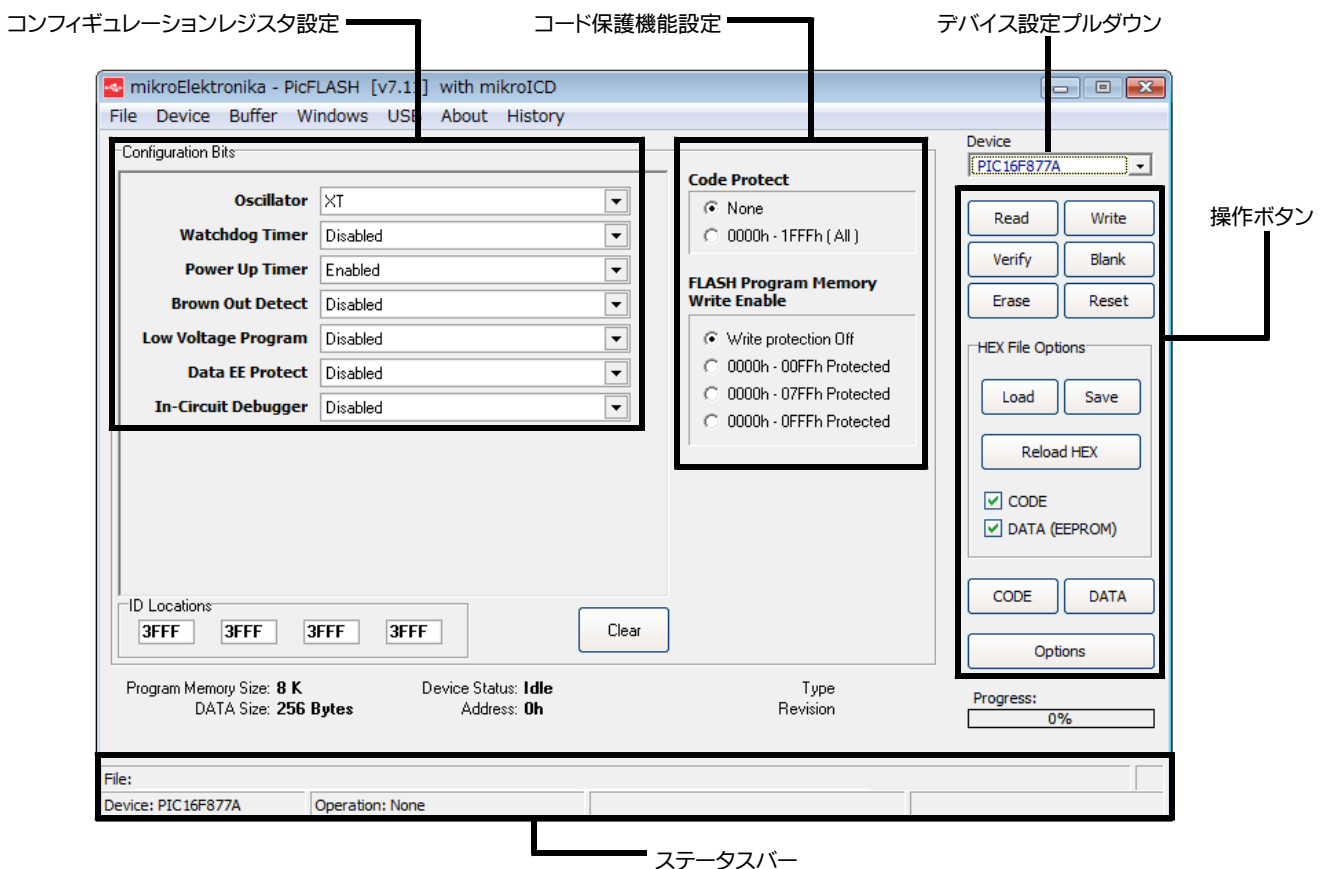 コンフィギュレーションレジスタ設定
コード保護機能設定
デバイス設定プルダウン
mikroElektronika - PicFLASH [v7.11] with mikroICD
File Device Buffer Windows USB About History
Configuration Bits
Oscillator XT
Watchdog Timer Disabled
Power Up Timer Enabled
Brown Out Detect Disabled
Low Voltage Program Disabled
Data EE Protect Disabled
In-Circuit Debugger Disabled
Code Protect
None
0000h - 1FFFh ( All )
FLASH Program Memory
Write Enable
Write protection Off
0000h - 00FFh Protected
0000h - 07FFh Protected
0000h - 0FFFh Protected
Device
PIC16F877A
操作ボタン
Read Write
Verify Blank
Erase Reset
HEX File Options
Load Save
Reload HEX
CODE
DATA (EEPROM)
CODE DATA
Options
ID Locations
3FFF 3FFF 3FFF 3FFF
Clear
Program Memory Size: 8 K
DATA Size: 256 Bytes
Device Status: Idle
Address: 0h
Type
Revision
Progress:
0%
File:
Device: PIC16F877A Operation: None
ステータスバー